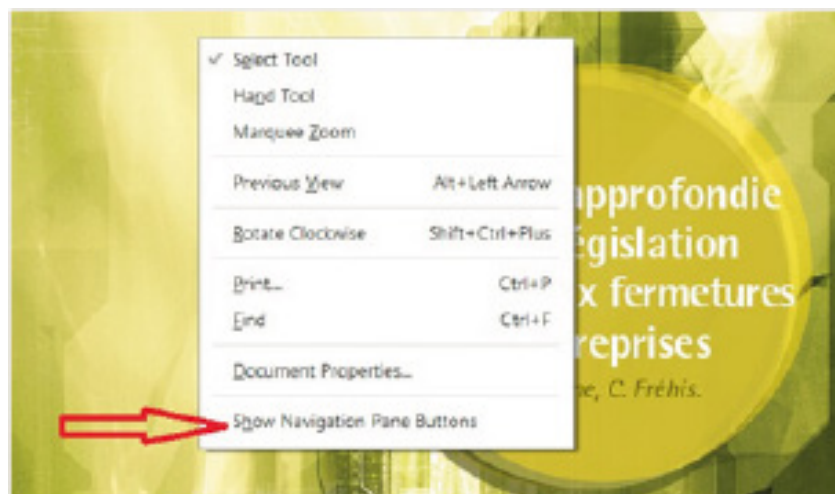 ✓ Select Tool
Hand Tool
Marquee Zoom
Previous View Alt+Left Arrow
Rotate Clockwise Shift+Ctrl+Plus
Print... Ctrl+P
Find Ctrl+F
Document Properties...
Show Navigation Pane Buttons
approfondie
égislation
x fermetures
reprises
C. Fréhis.